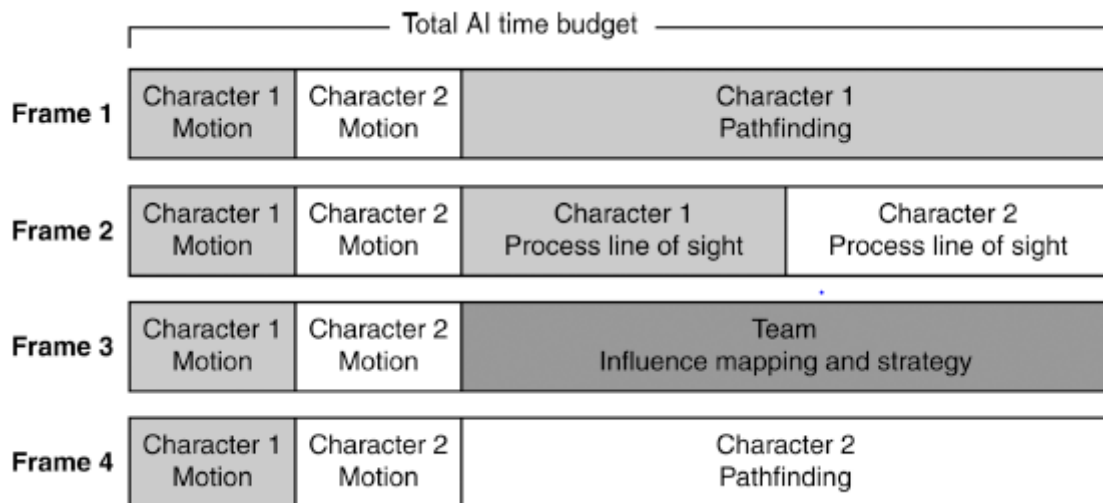 Total AI time budget
Frame 1
Character 1
Motion
Character 2
Motion
Character 1
Pathfinding
Frame 2
Character 1
Motion
Character 2
Motion
Character 1
Process line of sight
Character 2
Process line of sight
Frame 3
Character 1
Motion
Character 2
Motion
Team
Influence mapping and strategy
Frame 4
Character 1
Motion
Character 2
Motion
Character 2
Pathfinding